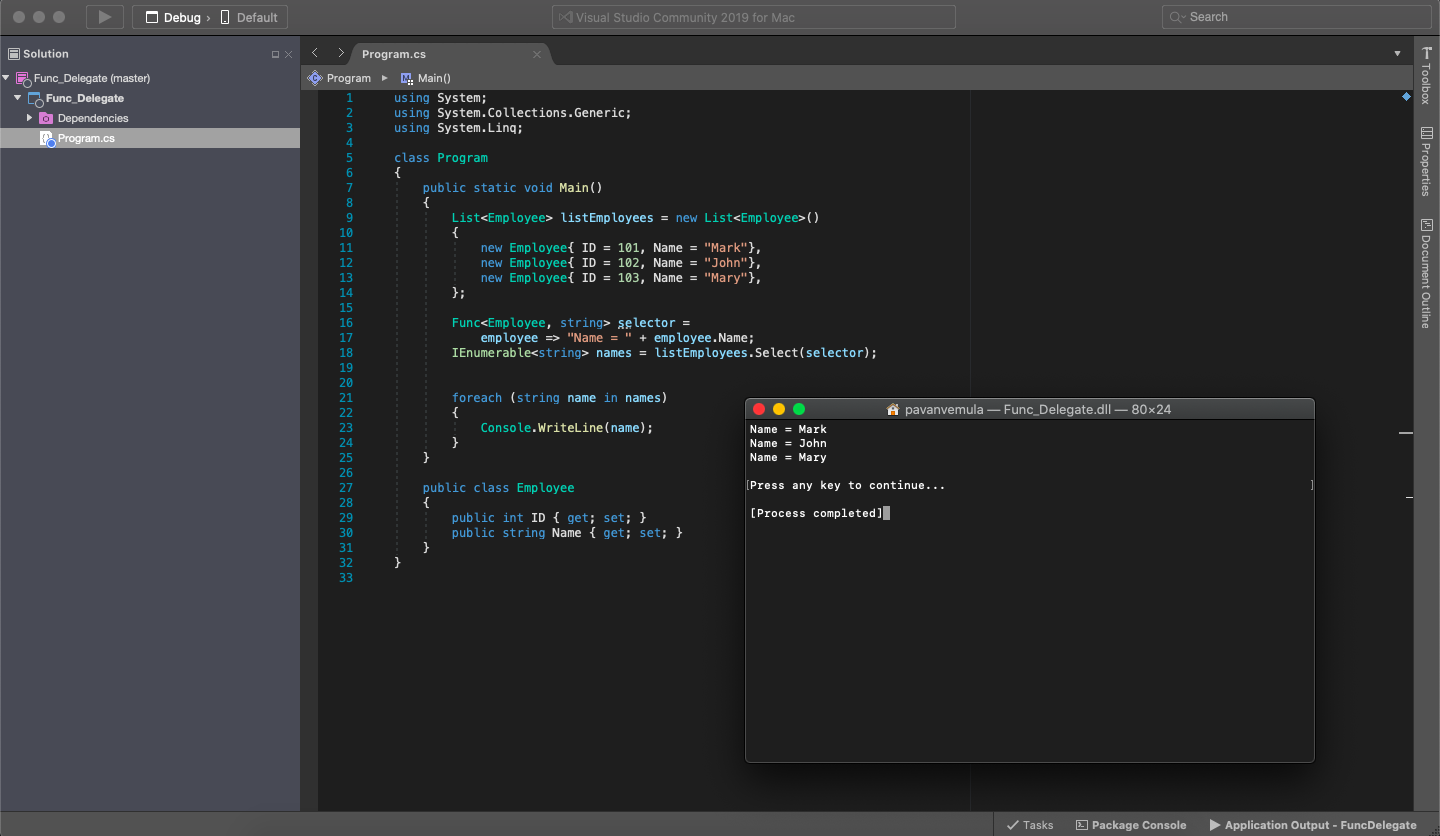 Debug › Default
Visual Studio Community 2019 for Mac
Search
Solution
Func_Delegate (master)
Func_Delegate
Dependencies
Program.cs
Program.cs
Program
Main()
1 using System;
2 using System.Collections.Generic;
3 using System.Linq;
4
5 class Program
6 {
7 public static void Main()
8 {
9 List<Employee> listEmployees = new List<Employee>()
10 {
11 new Employee{ ID = 101, Name = "Mark"},
12 new Employee{ ID = 102, Name = "John"},
13 new Employee{ ID = 103, Name = "Mary"},
14 };
15
16 Func<Employee, string> selector =
17 employee => "Name = " + employee.Name;
18 IEnumerable<string> names = listEmployees.Select(selector);
19
20
21 foreach (string name in names)
22 {
23 Console.WriteLine(name);
24 }
25 }
26
27 public class Employee
28 {
29 public int ID { get; set; }
30 public string Name { get; set; }
31 }
32 }
33
pavanvemula — Func_Delegate.dll — 80×24
Name = Mark
Name = John
Name = Mary
[Press any key to continue... ]
[Process completed]
Toolbox
Properties
Document Outline
Tasks
Package Console
Application Output - FuncDelegate